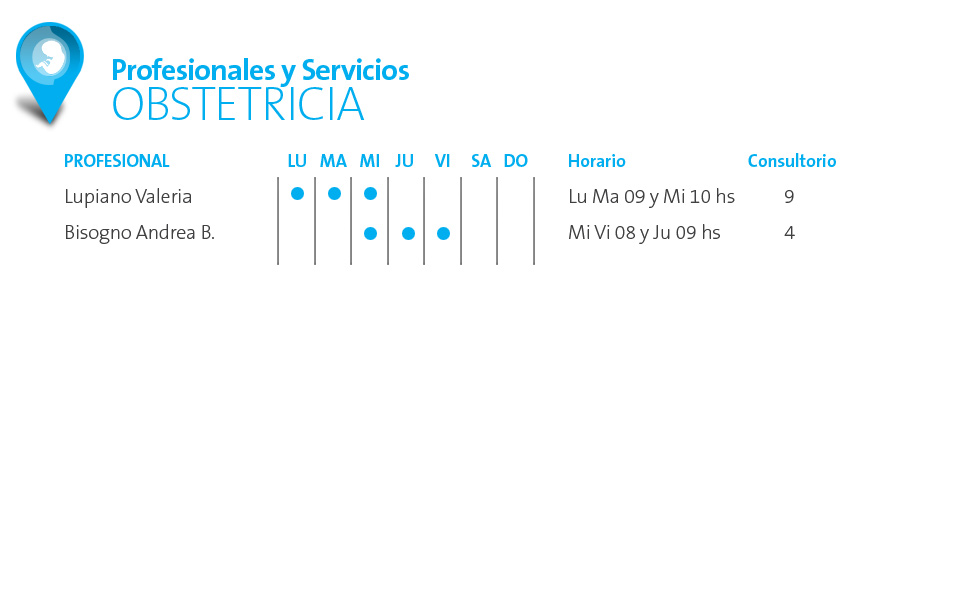 Profesionales y Servicios
OBSTETRICIA
PROFESIONAL LU MA MI JU VI SA DO Horario Consultorio
Lupiano Valeria Lu Ma 09 y Mi 10 hs 9
Bisogno Andrea B. Mi Vi 08 y Ju 09 hs 4